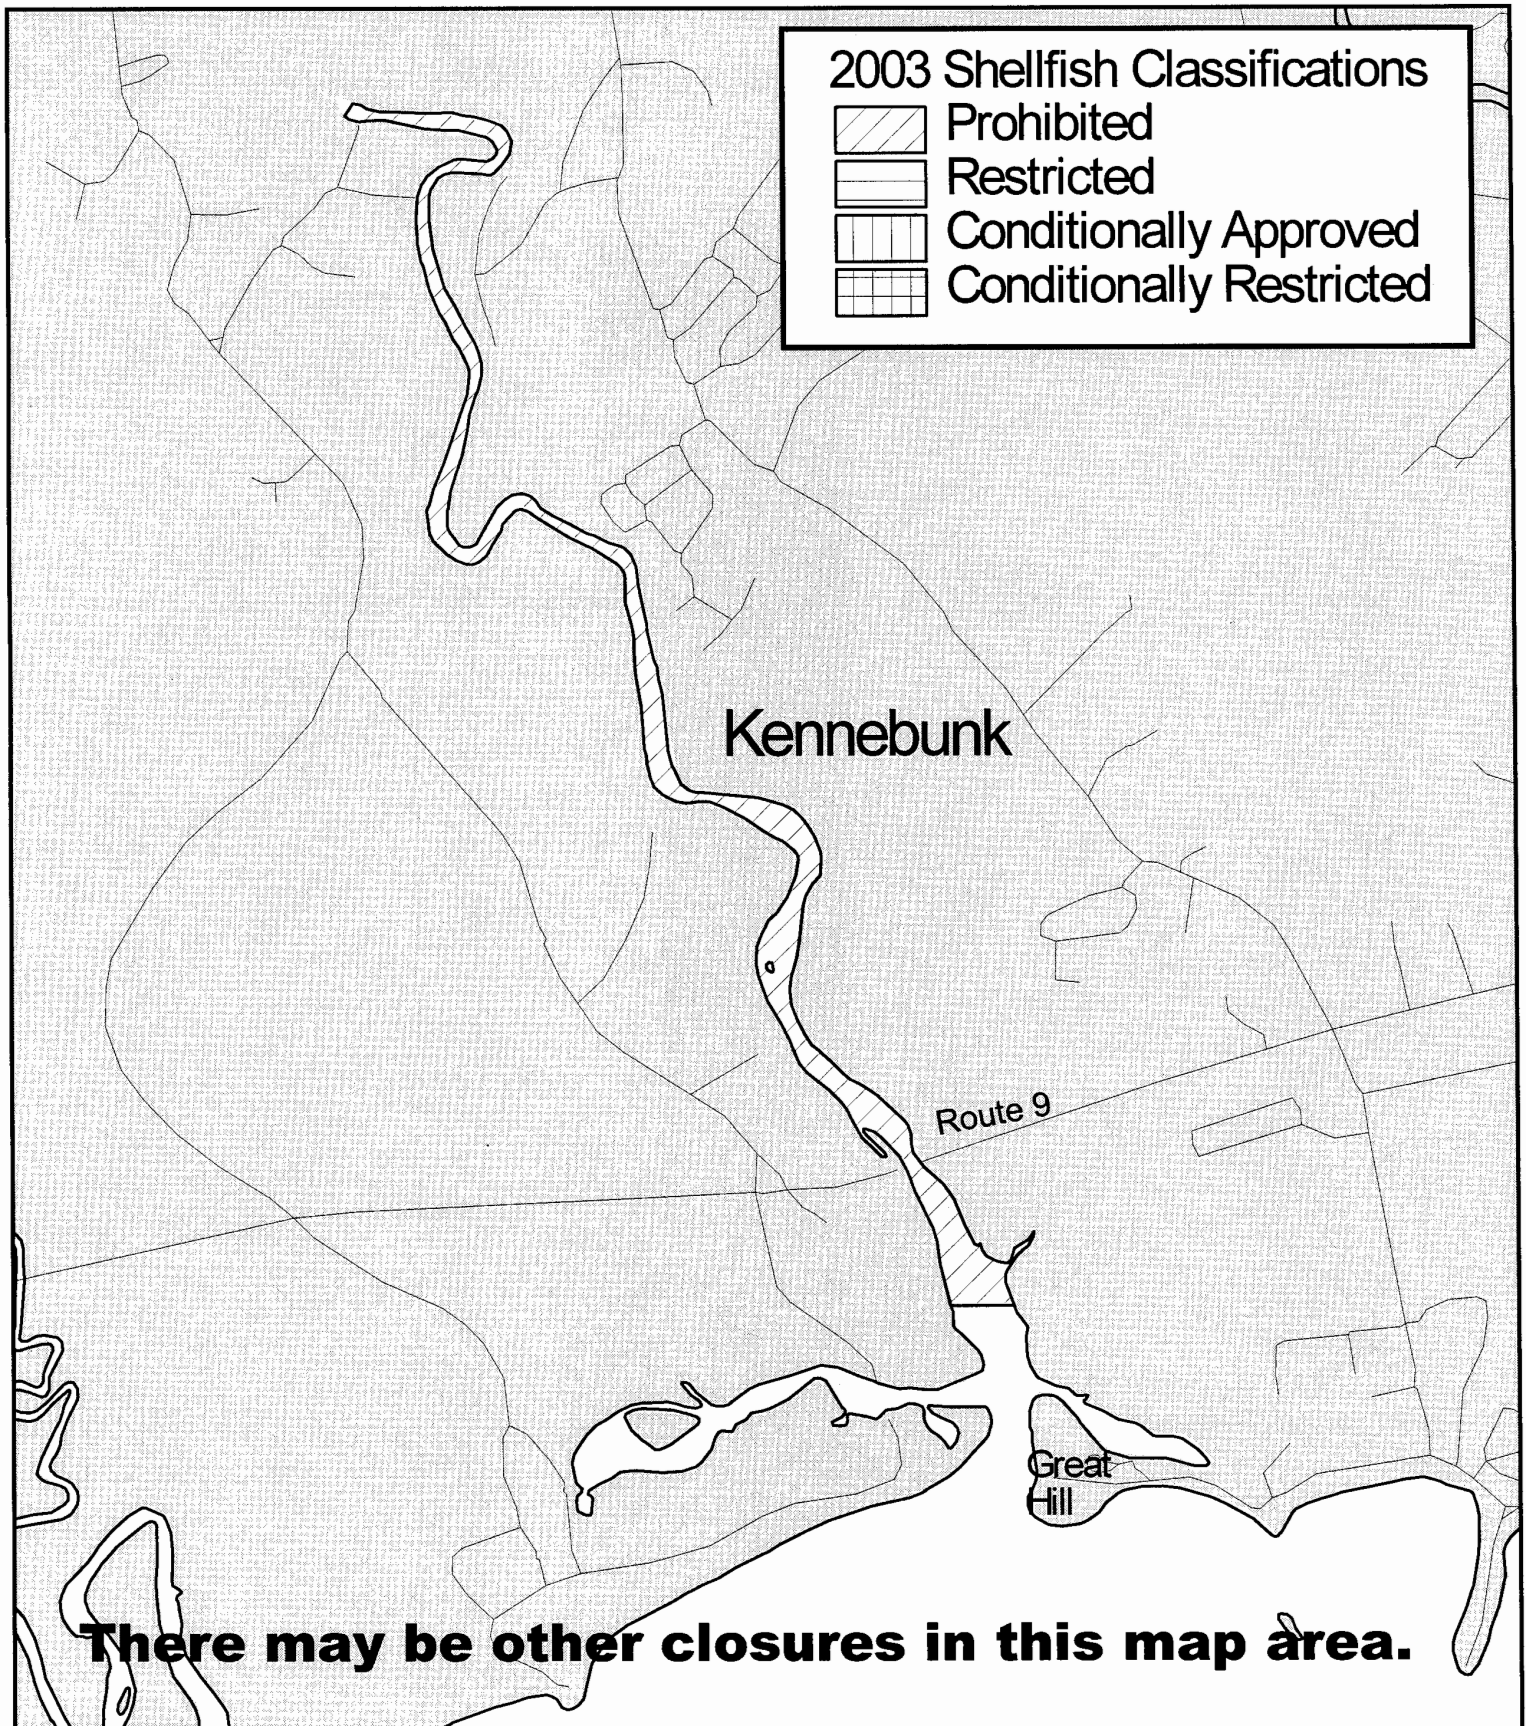 2003 Shellfish Classifications
Prohibited
Restricted
Conditionally Approved
Conditionally Restricted
Kennebunk
Route 9
Great
Hill
There may be other closures in this map area.